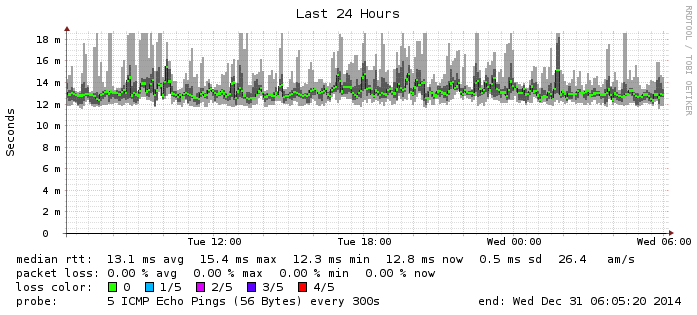 Last 24 Hours
RRDTOOL / TOBI OETIKER
Seconds
18 m
16 m
14 m
12 m
10 m
8 m
6 m
4 m
2 m
0
Tue 12:00 Tue 18:00 Wed 00:00 Wed 06:00
median rtt: 13.1 ms avg 15.4 ms max 12.3 ms min 12.8 ms now 0.5 ms sd 26.4 am/s
packet loss: 0.00 % avg 0.00 % max 0.00 % min 0.00 % now
loss color: 0 1/5 2/5 3/5 4/5
probe: 5 ICMP Echo Pings (56 Bytes) every 300s end: Wed Dec 31 06:05:20 2014